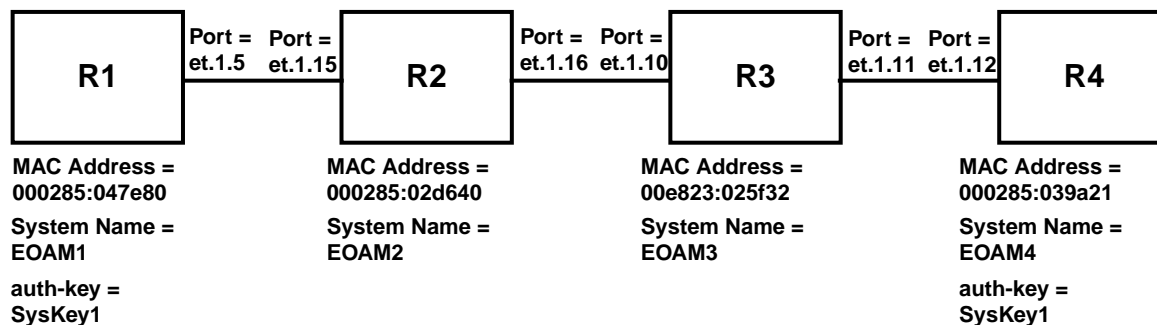 Port = Port =
et.1.5 et.1.15
Port = Port =
et.1.16 et.1.10
Port = Port =
et.1.11 et.1.12
R1
R2
R3
R4
MAC Address =
000285:047e80
System Name =
EOAM1
auth-key =
SysKey1
MAC Address =
000285:02d640
System Name =
EOAM2
MAC Address =
00e823:025f32
System Name =
EOAM3
MAC Address =
000285:039a21
System Name =
EOAM4
auth-key =
SysKey1